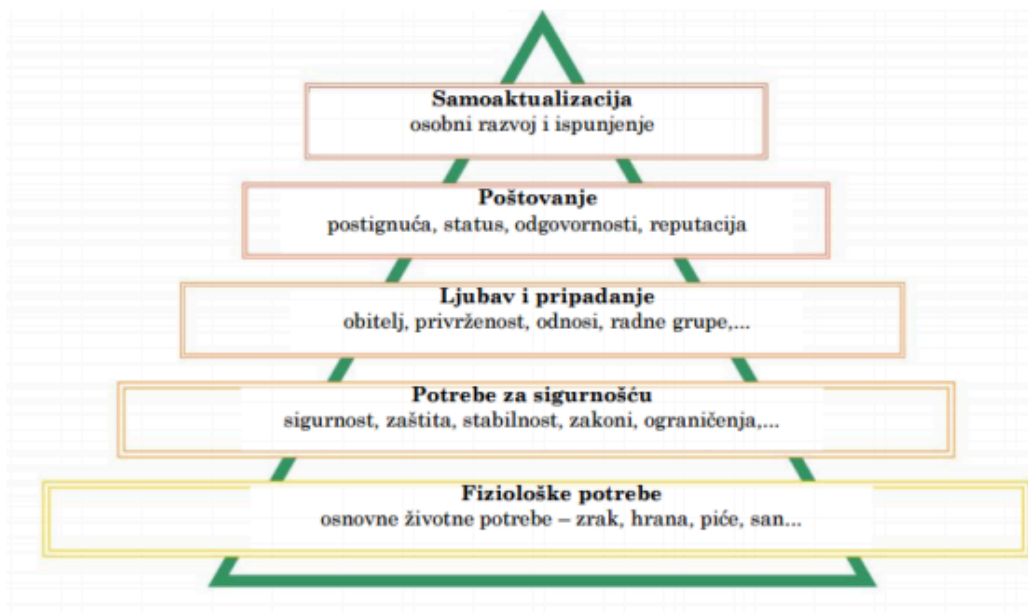 Samoaktualizacija
osobni razvoj i ispunjenje
Poštovanje
postignuća, status, odgovornosti, reputacija
Ljubav i pripadanje
obitelj, privrženost, odnosi, radne grupe,...
Potrebe za sigurnošću
sigurnost, zaštita, stabilnost, zakoni, ograničenja,...
Fiziološke potrebe
osnovne životne potrebe – zrak, hrana, piće, san...